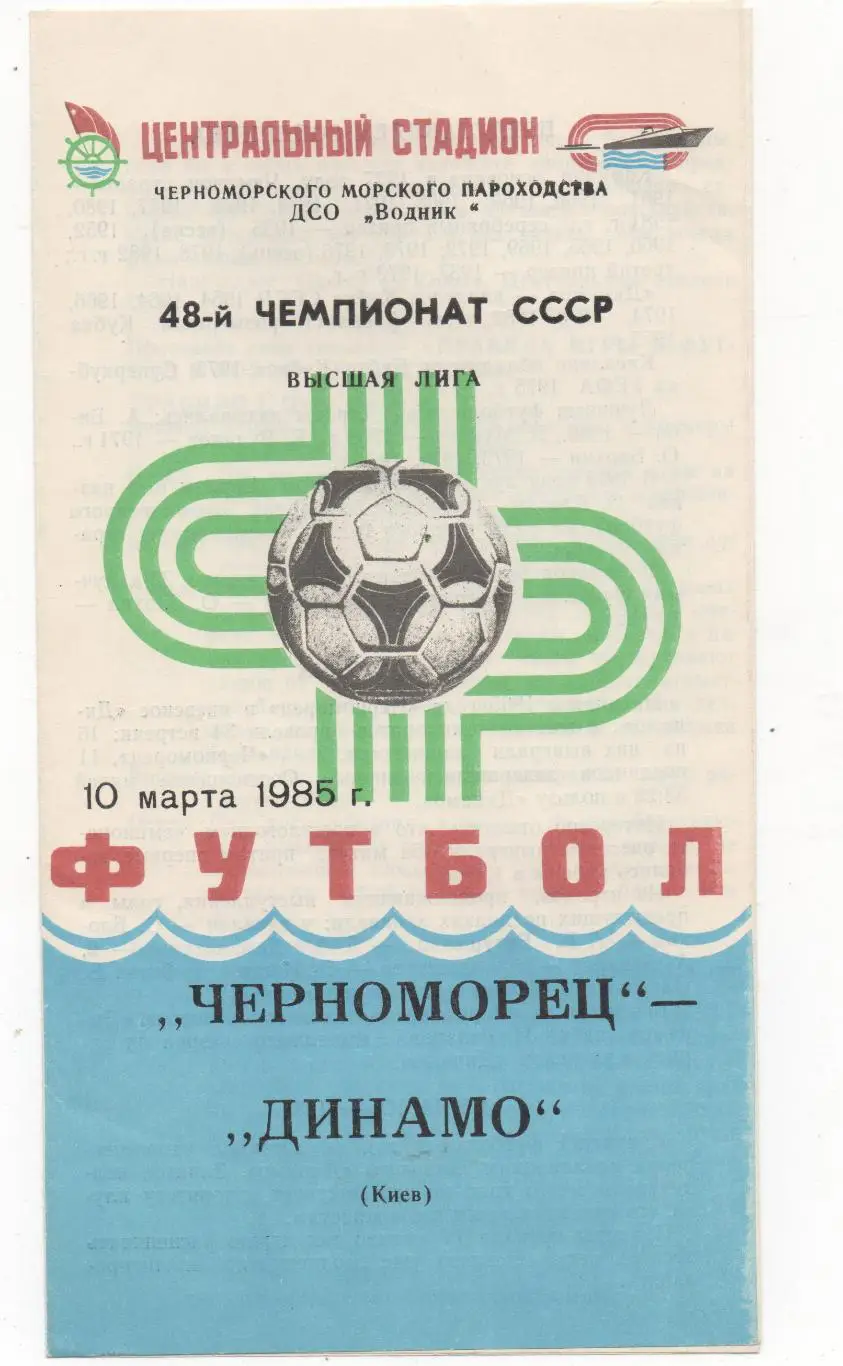 ЦЕНТРАЛЬНЫЙ СТАДИОН
ЧЕРНОМОРСКОГО МОРСКОГО ПАРОХОДСТВА
ДСО „Водник“
48-й ЧЕМПИОНАТ СССР
ВЫСШАЯ ЛИГА
10 марта 1985 г.
ФУТБОЛ
„ЧЕРНОМОРЕЦ“—
„ДИНАМО“
(Киев)